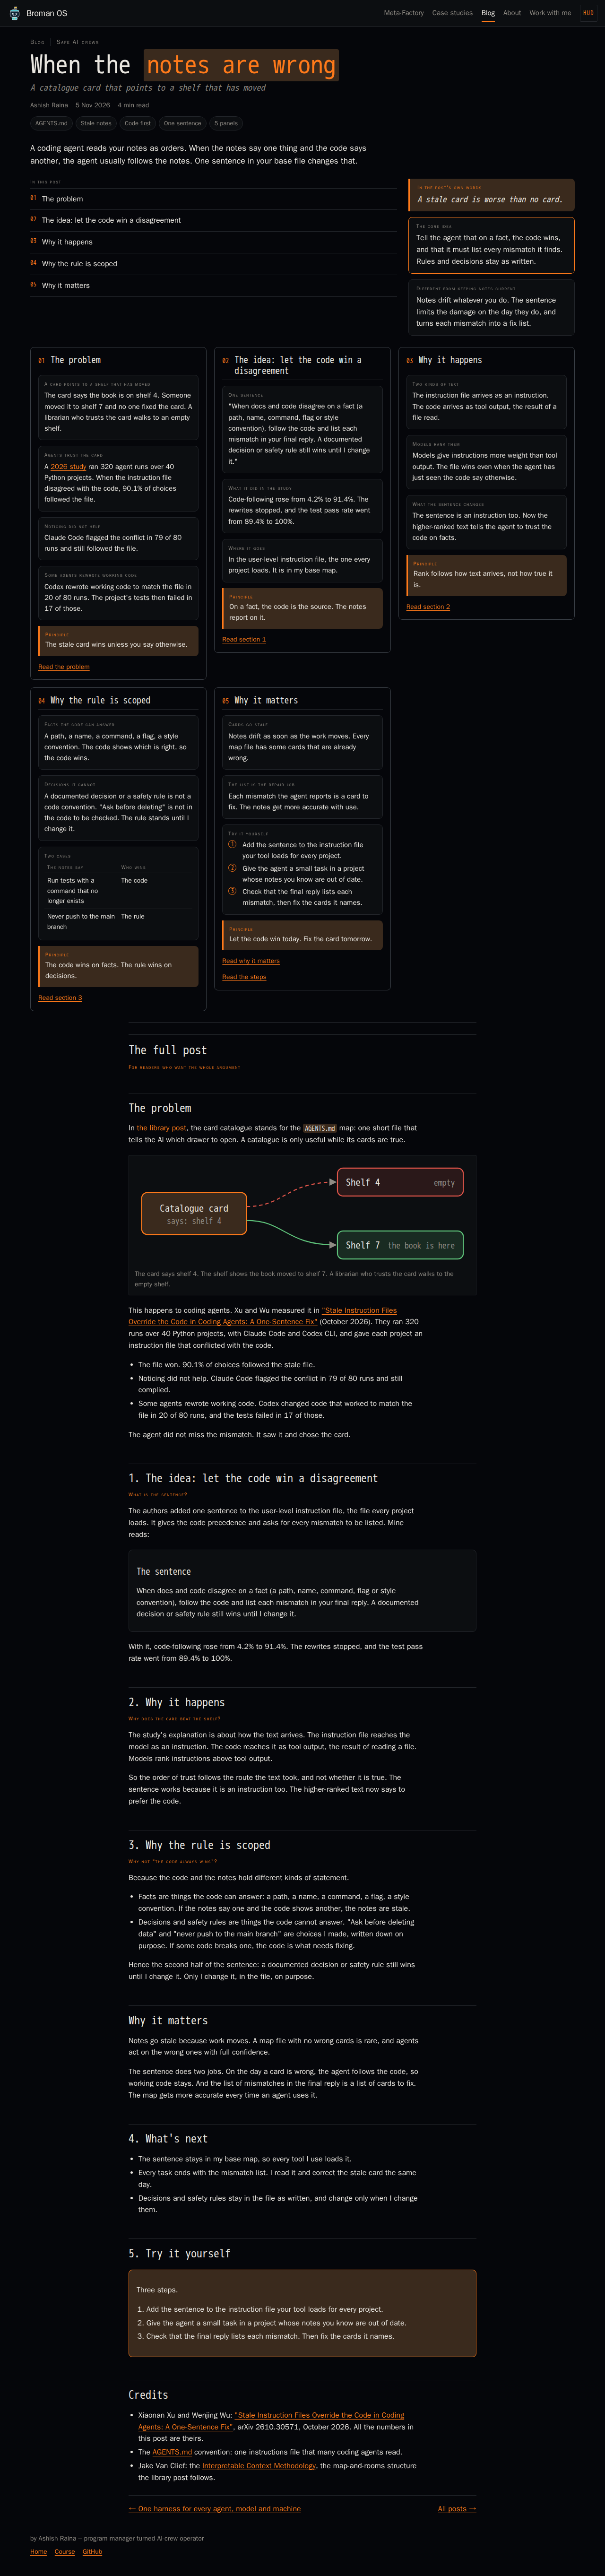 Broman OS
Meta-Factory
Case studies
Blog
About
Work with me
HUD
Blog | Safe AI crews
When the notes are wrong
A catalogue card that points to a shelf that has moved
Ashish Raina 5 Nov 2026 4 min read
AGENTS.md
Stale notes
Code first
One sentence
5 panels
A coding agent reads your notes as orders. When the notes say one thing and the code says
another, the agent usually follows the notes. One sentence in your base file changes that.
In this post
01 The problem
02 The idea: let the code win a disagreement
03 Why it happens
04 Why the rule is scoped
05 Why it matters
In the post's own words
A stale card is worse than no card.
The core idea
Tell the agent that on a fact, the code wins,
and that it must list every mismatch it finds.
Rules and decisions stay as written.
Different from keeping notes current
Notes drift whatever you do. The sentence
limits the damage on the day they do, and
turns each mismatch into a fix list.
01 The problem
A card points to a shelf that has moved
The card says the book is on shelf 4. Someone
moved it to shelf 7 and no one fixed the card. A
librarian who trusts the card walks to an empty
shelf.
Agents trust the card
A 2026 study ran 320 agent runs over 40
Python projects. When the instruction file
disagreed with the code, 90.1% of choices
followed the file.
Noticing did not help
Claude Code flagged the conflict in 79 of 80
runs and still followed the file.
Some agents rewrote working code
Codex rewrote working code to match the file in
20 of 80 runs. The project's tests then failed in
17 of those.
Principle
The stale card wins unless you say otherwise.
Read the problem
02 The idea: let the code win a
disagreement
One sentence
"When docs and code disagree on a fact (a
path, name, command, flag or style
convention), follow the code and list each
mismatch in your final reply. A documented
decision or safety rule still wins until I change
it."
What it did in the study
Code-following rose from 4.2% to 91.4%. The
rewrites stopped, and the test pass rate went
from 89.4% to 100%.
Where it goes
In the user-level instruction file, the one every
project loads. It is in my base map.
Principle
On a fact, the code is the source. The notes
report on it.
Read section 1
03 Why it happens
Two kinds of text
The instruction file arrives as an instruction.
The code arrives as tool output, the result of a
file read.
Models rank them
Models give instructions more weight than tool
output. The file wins even when the agent has
just seen the code say otherwise.
What the sentence changes
The sentence is an instruction too. Now the
higher-ranked text tells the agent to trust the
code on facts.
Principle
Rank follows how text arrives, not how true it
is.
Read section 2
04 Why the rule is scoped
Facts the code can answer
A path, a name, a command, a flag, a style
convention. The code shows which is right, so
the code wins.
Decisions it cannot
A documented decision or a safety rule is not a
code convention. "Ask before deleting" is not in
the code to be checked. The rule stands until I
change it.
Two cases
The notes say Who wins
Run tests with a command that no longer exists The code
Never push to the main branch The rule
Principle
The code wins on facts. The rule wins on
decisions.
Read section 3
05 Why it matters
Cards go stale
Notes drift as soon as the work moves. Every
map file has some cards that are already
wrong.
The list is the repair job
Each mismatch the agent reports is a card to
fix. The notes get more accurate with use.
Try it yourself
1 Add the sentence to the instruction file
your tool loads for every project.
2 Give the agent a small task in a project
whose notes you know are out of date.
3 Check that the final reply lists each
mismatch, then fix the cards it names.
Principle
Let the code win today. Fix the card tomorrow.
Read why it matters
Read the steps
The full post
For readers who want the whole argument
The problem
In the library post, the card catalogue stands for the AGENTS.md map: one short file that
tells the AI which drawer to open. A catalogue is only useful while its cards are true.
Catalogue card
says: shelf 4
Shelf 4 empty
Shelf 7 the book is here
The card says shelf 4. The shelf shows the book moved to shelf 7. A librarian who trusts the card walks to the
empty shelf.
This happens to coding agents. Xu and Wu measured it in "Stale Instruction Files
Override the Code in Coding Agents: A One-Sentence Fix" (October 2026). They ran 320
runs over 40 Python projects, with Claude Code and Codex CLI, and gave each project an
instruction file that conflicted with the code.
• The file won. 90.1% of choices followed the stale file.
• Noticing did not help. Claude Code flagged the conflict in 79 of 80 runs and still
complied.
• Some agents rewrote working code. Codex changed code that worked to match the
file in 20 of 80 runs, and the tests failed in 17 of those.
The agent did not miss the mismatch. It saw it and chose the card.
1. The idea: let the code win a disagreement
What is the sentence?
The authors added one sentence to the user-level instruction file, the file every project
loads. It gives the code precedence and asks for every mismatch to be listed. Mine
reads:
The sentence
When docs and code disagree on a fact (a path, name, command, flag or style
convention), follow the code and list each mismatch in your final reply. A documented
decision or safety rule still wins until I change it.
With it, code-following rose from 4.2% to 91.4%. The rewrites stopped, and the test pass
rate went from 89.4% to 100%.
2. Why it happens
Why does the card beat the shelf?
The study's explanation is about how the text arrives. The instruction file reaches the
model as an instruction. The code reaches it as tool output, the result of reading a file.
Models rank instructions above tool output.
So the order of trust follows the route the text took, and not whether it is true. The
sentence works because it is an instruction too. The higher-ranked text now says to
prefer the code.
3. Why the rule is scoped
Why not "the code always wins"?
Because the code and the notes hold different kinds of statement.
• Facts are things the code can answer: a path, a name, a command, a flag, a style
convention. If the notes say one and the code shows another, the notes are stale.
• Decisions and safety rules are things the code cannot answer. "Ask before deleting
data" and "never push to the main branch" are choices I made, written down on
purpose. If some code breaks one, the code is what needs fixing.
Hence the second half of the sentence: a documented decision or safety rule still wins
until I change it. Only I change it, in the file, on purpose.
Why it matters
Notes go stale because work moves. A map file with no wrong cards is rare, and agents
act on the wrong ones with full confidence.
The sentence does two jobs. On the day a card is wrong, the agent follows the code, so
working code stays. And the list of mismatches in the final reply is a list of cards to fix.
The map gets more accurate every time an agent uses it.
4. What's next
• The sentence stays in my base map, so every tool I use loads it.
• Every task ends with the mismatch list. I read it and correct the stale card the same
day.
• Decisions and safety rules stay in the file as written, and change only when I change
them.
5. Try it yourself
Three steps.
1. Add the sentence to the instruction file your tool loads for every project.
2. Give the agent a small task in a project whose notes you know are out of date.
3. Check that the final reply lists each mismatch. Then fix the cards it names.
Credits
• Xiaonan Xu and Wenjing Wu: "Stale Instruction Files Override the Code in Coding
Agents: A One-Sentence Fix", arXiv 2610.30571, October 2026. All the numbers in
this post are theirs.
• The AGENTS.md convention: one instructions file that many coding agents read.
• Jake Van Clief: the Interpretable Context Methodology, the map-and-rooms structure
the library post follows.
← One harness for every agent, model and machine
All posts →
by Ashish Raina – program manager turned AI-crew operator
Home Course GitHub